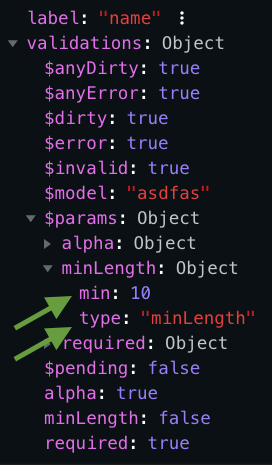 label: "name"
validations: Object
$anyDirty: true
$anyError: true
$dirty: true
$error: true
$invalid: true
$model: "asdfas"
$params: Object
alpha: Object
minLength: Object
min: 10
type: "minLength"
required: Object
$pending: false
alpha: true
minLength: false
required: true